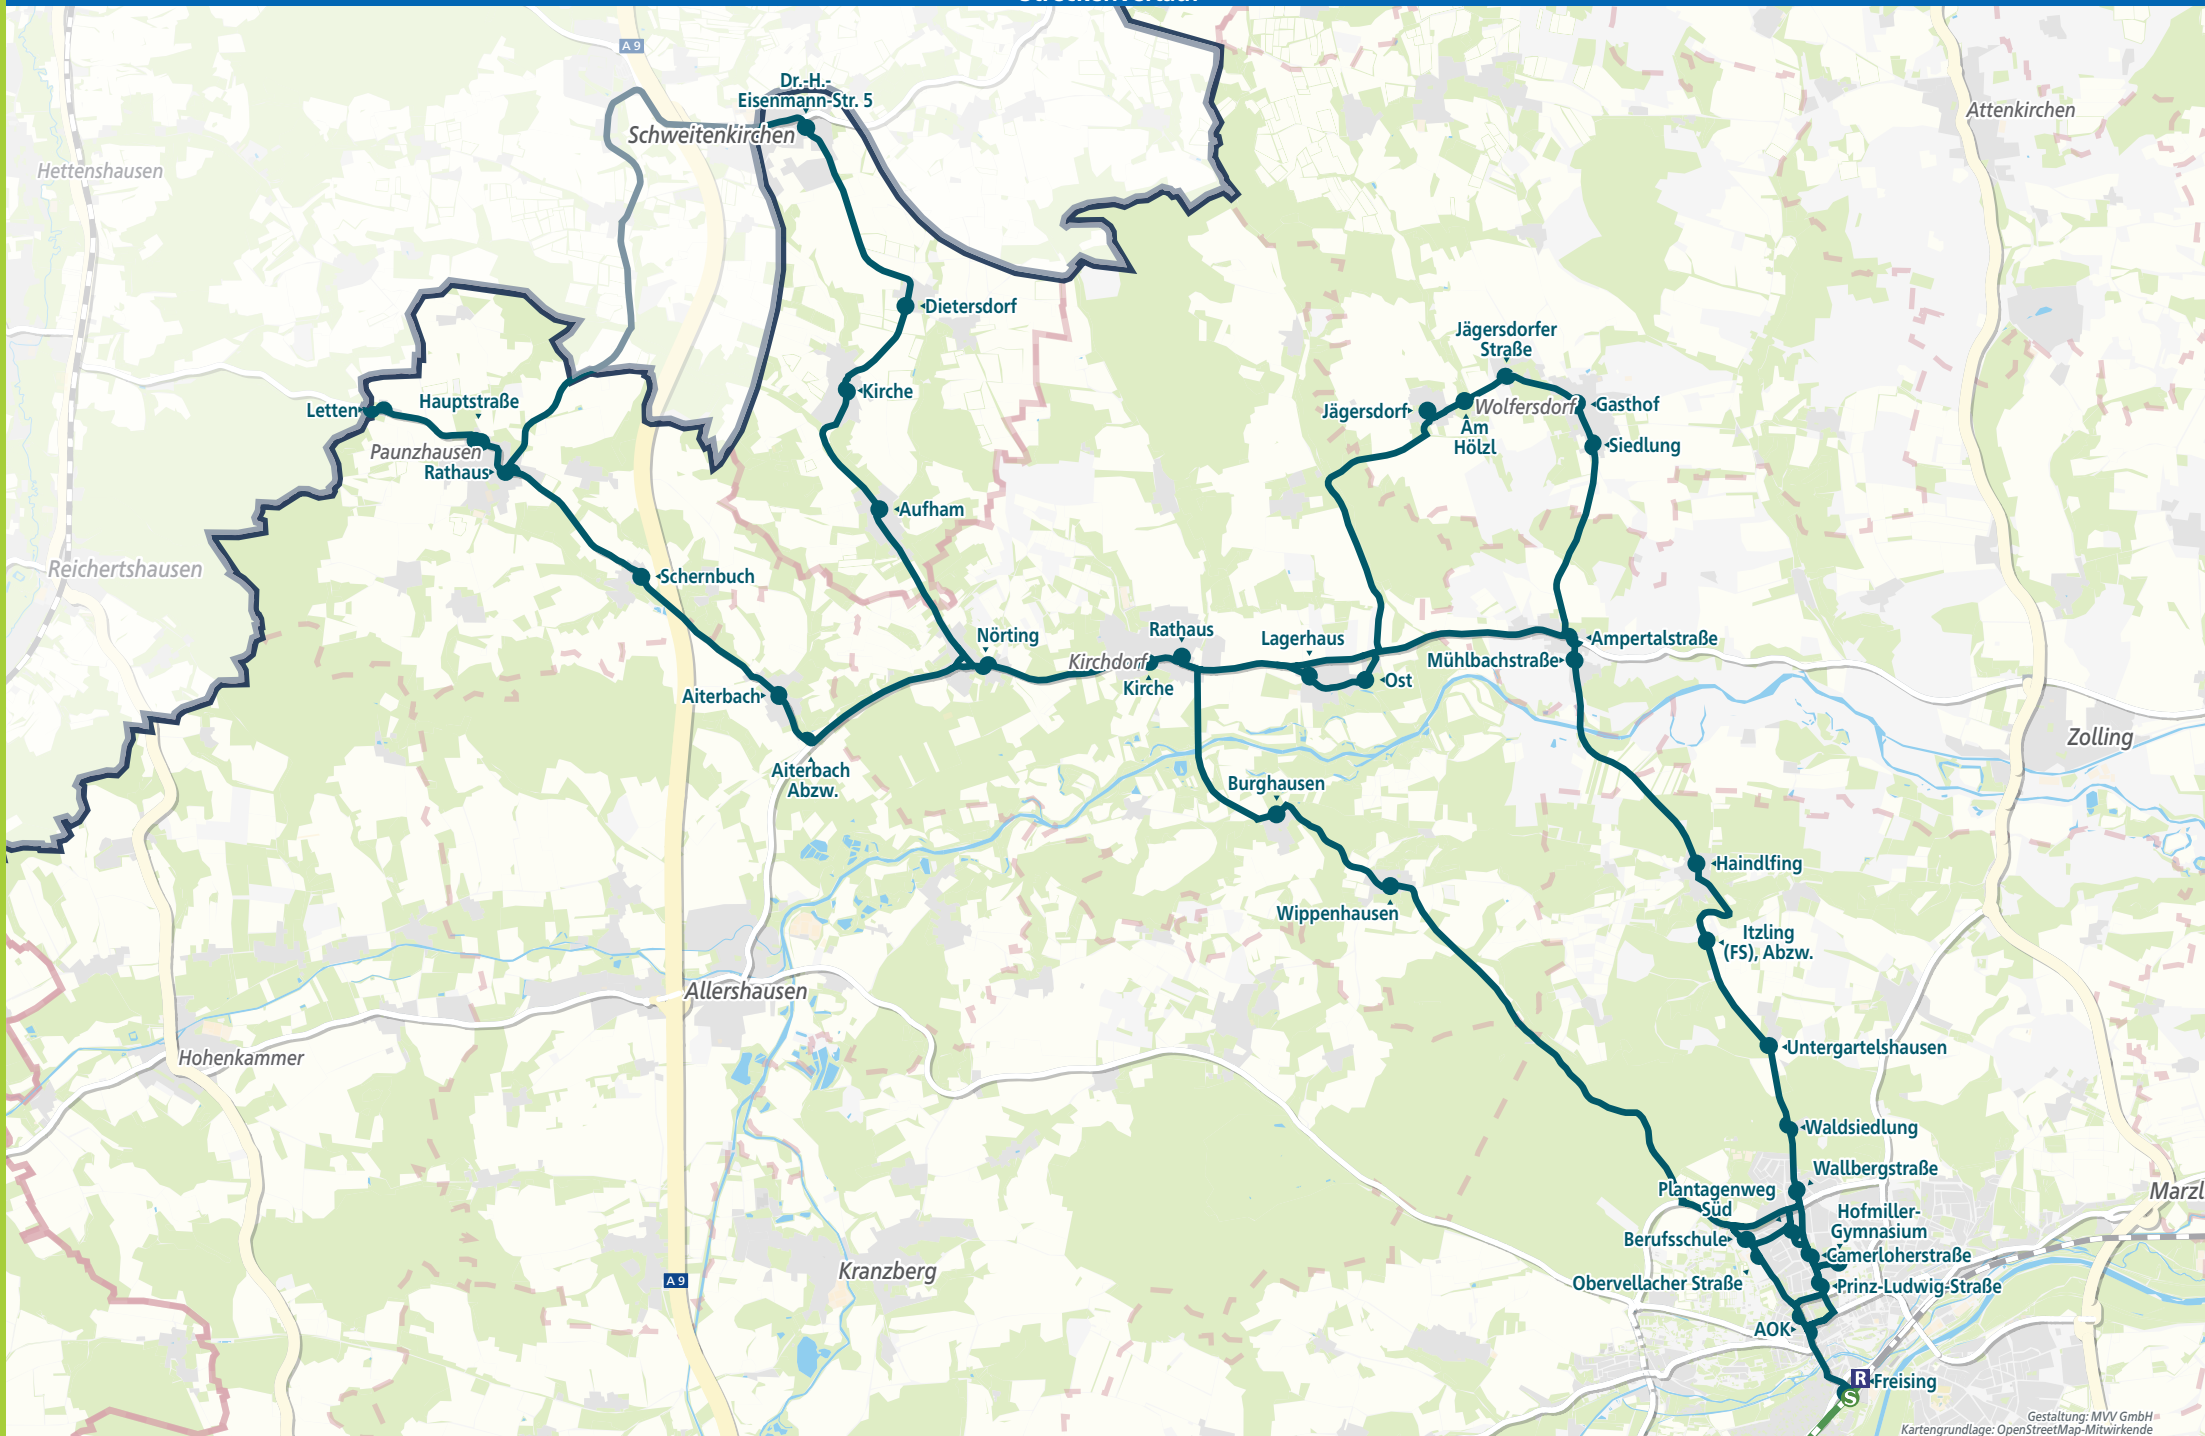 Streckenverlauf
A 9
Dr.-H.-
Eisenmann-Str. 5
Schweitenkirchen
Attenkirchen
Hettenshausen
Dietersdorf
Jägersdorfer
Straße
Kirche
Letten
Hauptstraße
Jägersdorf
Wolfersdorf
Gasthof
Am
Hölzl
Siedlung
Paunzhausen
Rathaus
Aufham
Reichertshausen
Schernbuch
Nörting
Rathaus
Lagerhaus
Ampertalstraße
Kirchdorf
Mühlbachstraße
Kirche
Ost
Aiterbach
Zolling
Aiterbach
Abzw.
Burghausen
Haindlfing
Wippenhausen
Itzling
(FS), Abzw.
Allershausen
Untergartelshausen
Hohenkammer
Waldsiedlung
Wallbergstraße
Plantagenweg
Süd
Marzl
Hofmiller-
Gymnasium
Berufsschule
Camerloherstraße
Kranzberg
A 9
Obervellacher Straße
Prinz-Ludwig-Straße
AOK
R
Freising
S
Gestaltung: MVV GmbH
Kartengrundlage: OpenStreetMap-Mitwirkende